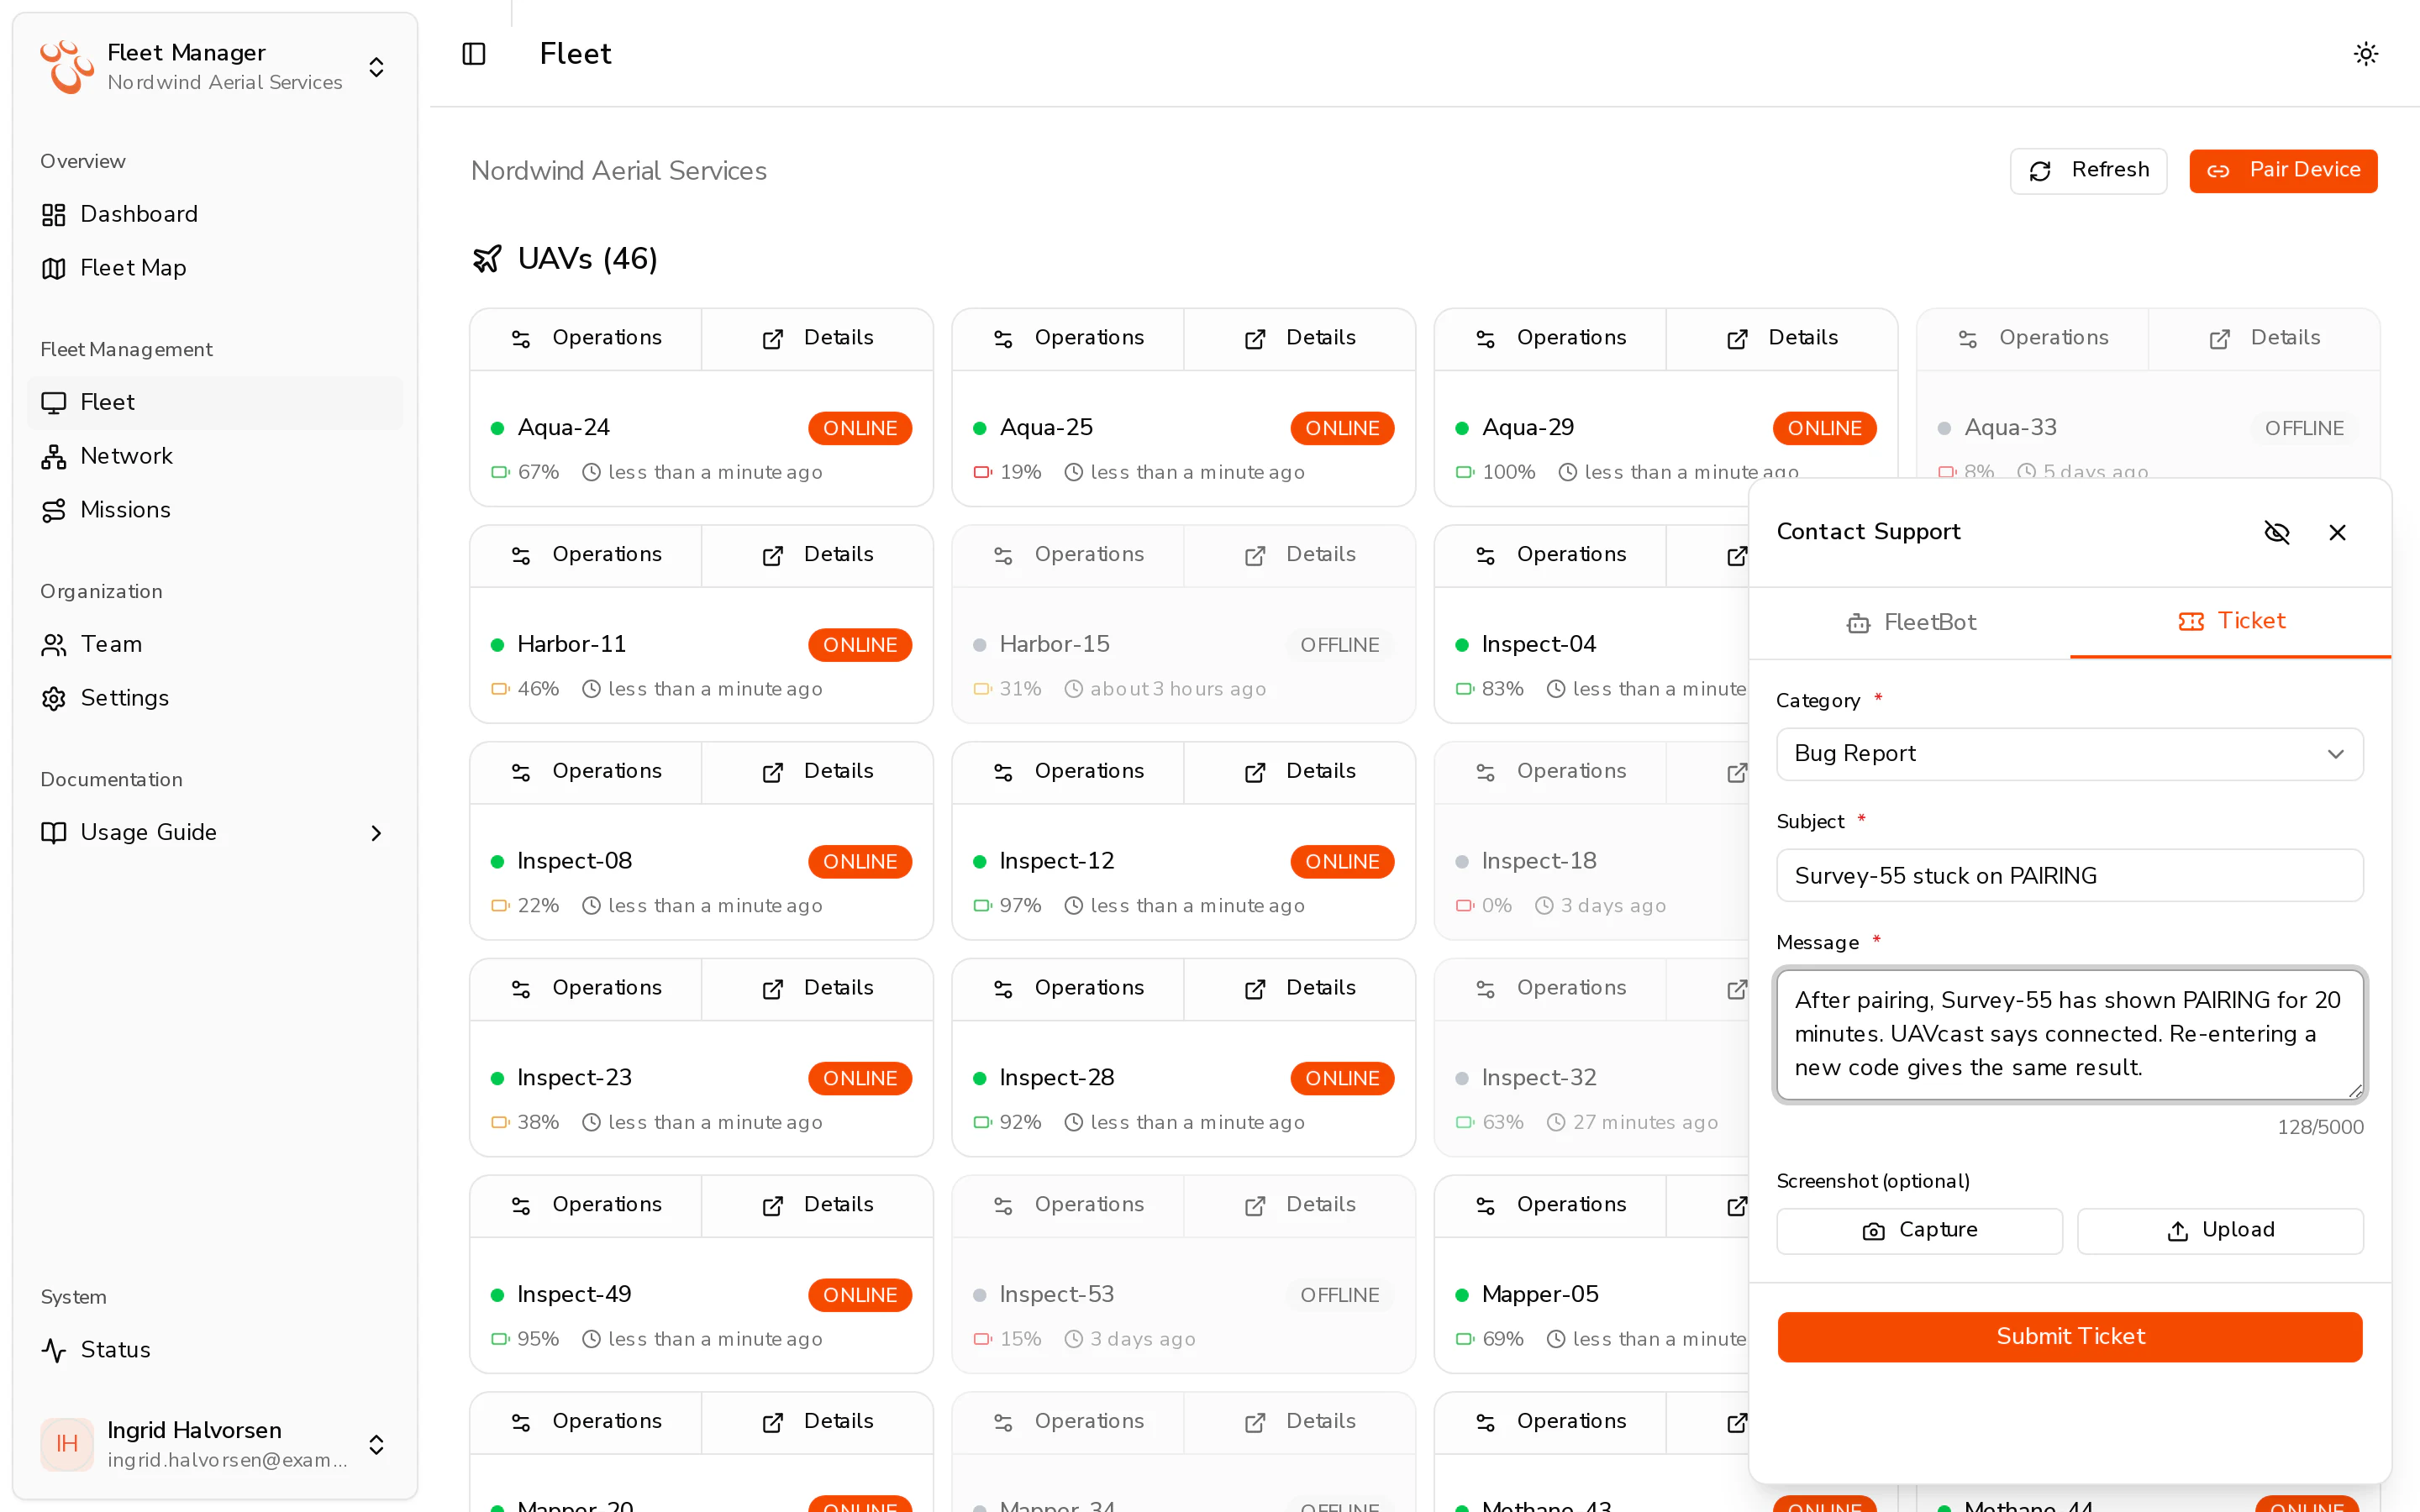 Fleet Manager
Nordwind Aerial Services
Overview
Dashboard
Fleet Map
Fleet Management
Fleet
Network
Missions
Organization
Team
Settings
Documentation
Usage Guide
System
Status
IH
Ingrid Halvorsen
ingrid.halvorsen@exam...
Fleet
Nordwind Aerial Services
Refresh
Pair Device
UAVs (46)
Operations Details
Aqua-24 ONLINE
67% less than a minute ago
Operations Details
Aqua-25 ONLINE
19% less than a minute ago
Operations Details
Aqua-29 ONLINE
100% less than a minute ago
Operations Details
Aqua-33 OFFLINE
8% 5 days ago
Operations Details
Harbor-11 ONLINE
46% less than a minute ago
Operations Details
Harbor-15 OFFLINE
31% about 3 hours ago
Operations
Inspect-04
83% less than a minute
Operations Details
Inspect-08 ONLINE
22% less than a minute ago
Operations Details
Inspect-12 ONLINE
97% less than a minute ago
Operations
Inspect-18
0% 3 days ago
Operations Details
Inspect-23 ONLINE
38% less than a minute ago
Operations Details
Inspect-28 ONLINE
92% less than a minute ago
Operations
Inspect-32
63% 27 minutes ago
Operations Details
Inspect-49 ONLINE
95% less than a minute ago
Operations Details
Inspect-53 OFFLINE
15% 3 days ago
Operations
Mapper-05
69% less than a minute
Operations Details
Mapper-20 ONLINE
Operations Details
Mapper-34 OFFLINE
Operations
Methane-43 ONLINE
Methane-44 ONLINE
Contact Support
FleetBot
Ticket
Category *
Bug Report
Subject *
Survey-55 stuck on PAIRING
Message *
After pairing, Survey-55 has shown PAIRING for 20
minutes. UAVcast says connected. Re-entering a
new code gives the same result.
128/5000
Screenshot (optional)
Capture
Upload
Submit Ticket